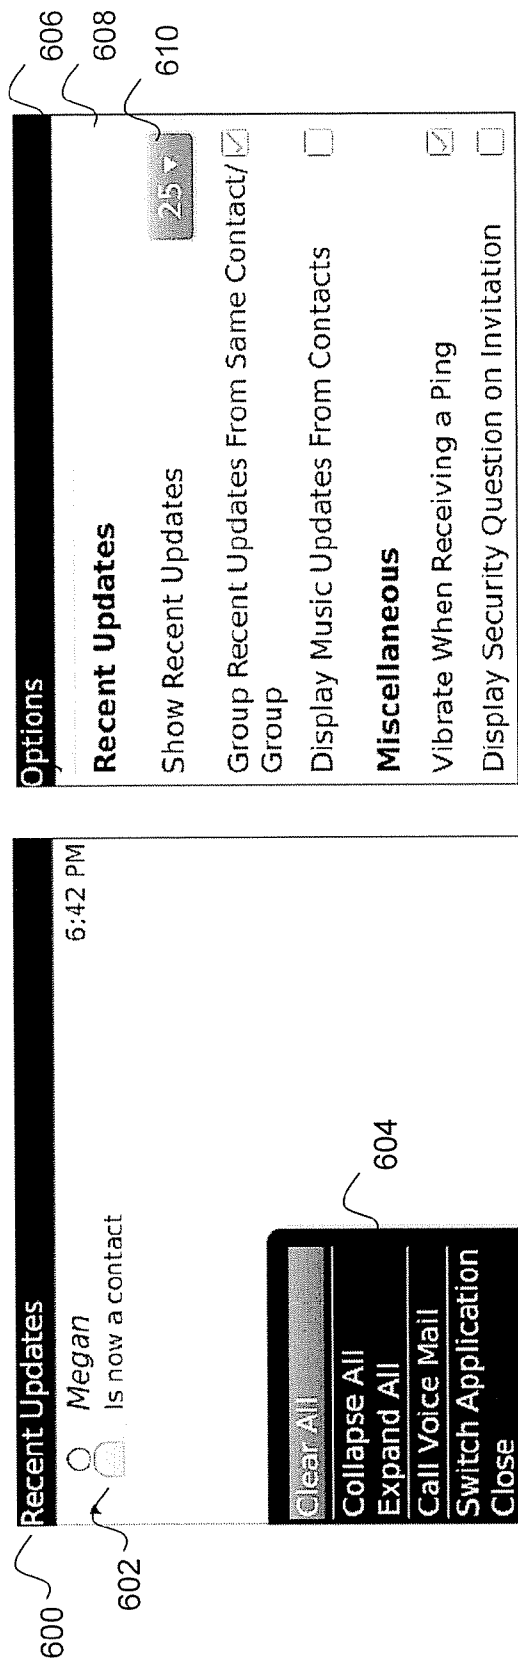 600
Recent Updates
602
Megan
6:42 PM
Is now a contact
604
Clear All
Collapse All
Expand All
Call Voice Mail
Switch Application
Close
606
Options
608
Recent Updates
610
Show Recent Updates
25
Group Recent Updates From Same Contact/
Group
Display Music Updates From Contacts
Miscellaneous
Vibrate When Receiving a Ping
Display Security Question on Invitation